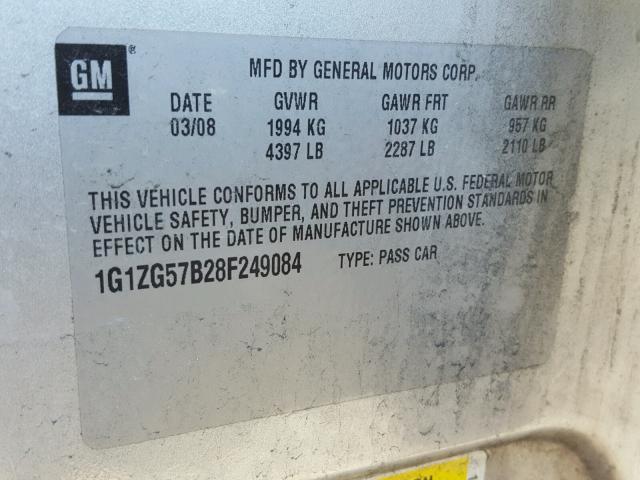 GM ®
MFD BY GENERAL MOTORS CORP.
DATE GVWR GAWR FRT GAWR RR
03/08 1994 KG 1037 KG 957 KG
4397 LB 2287 LB 2110 LB
THIS VEHICLE CONFORMS TO ALL APPLICABLE U.S. FEDERAL MOTOR
VEHICLE SAFETY, BUMPER, AND THEFT PREVENTION STANDARDS IN
EFFECT ON THE DATE OF MANUFACTURE SHOWN ABOVE.
1G1ZG57B28F249084 TYPE: PASS CAR